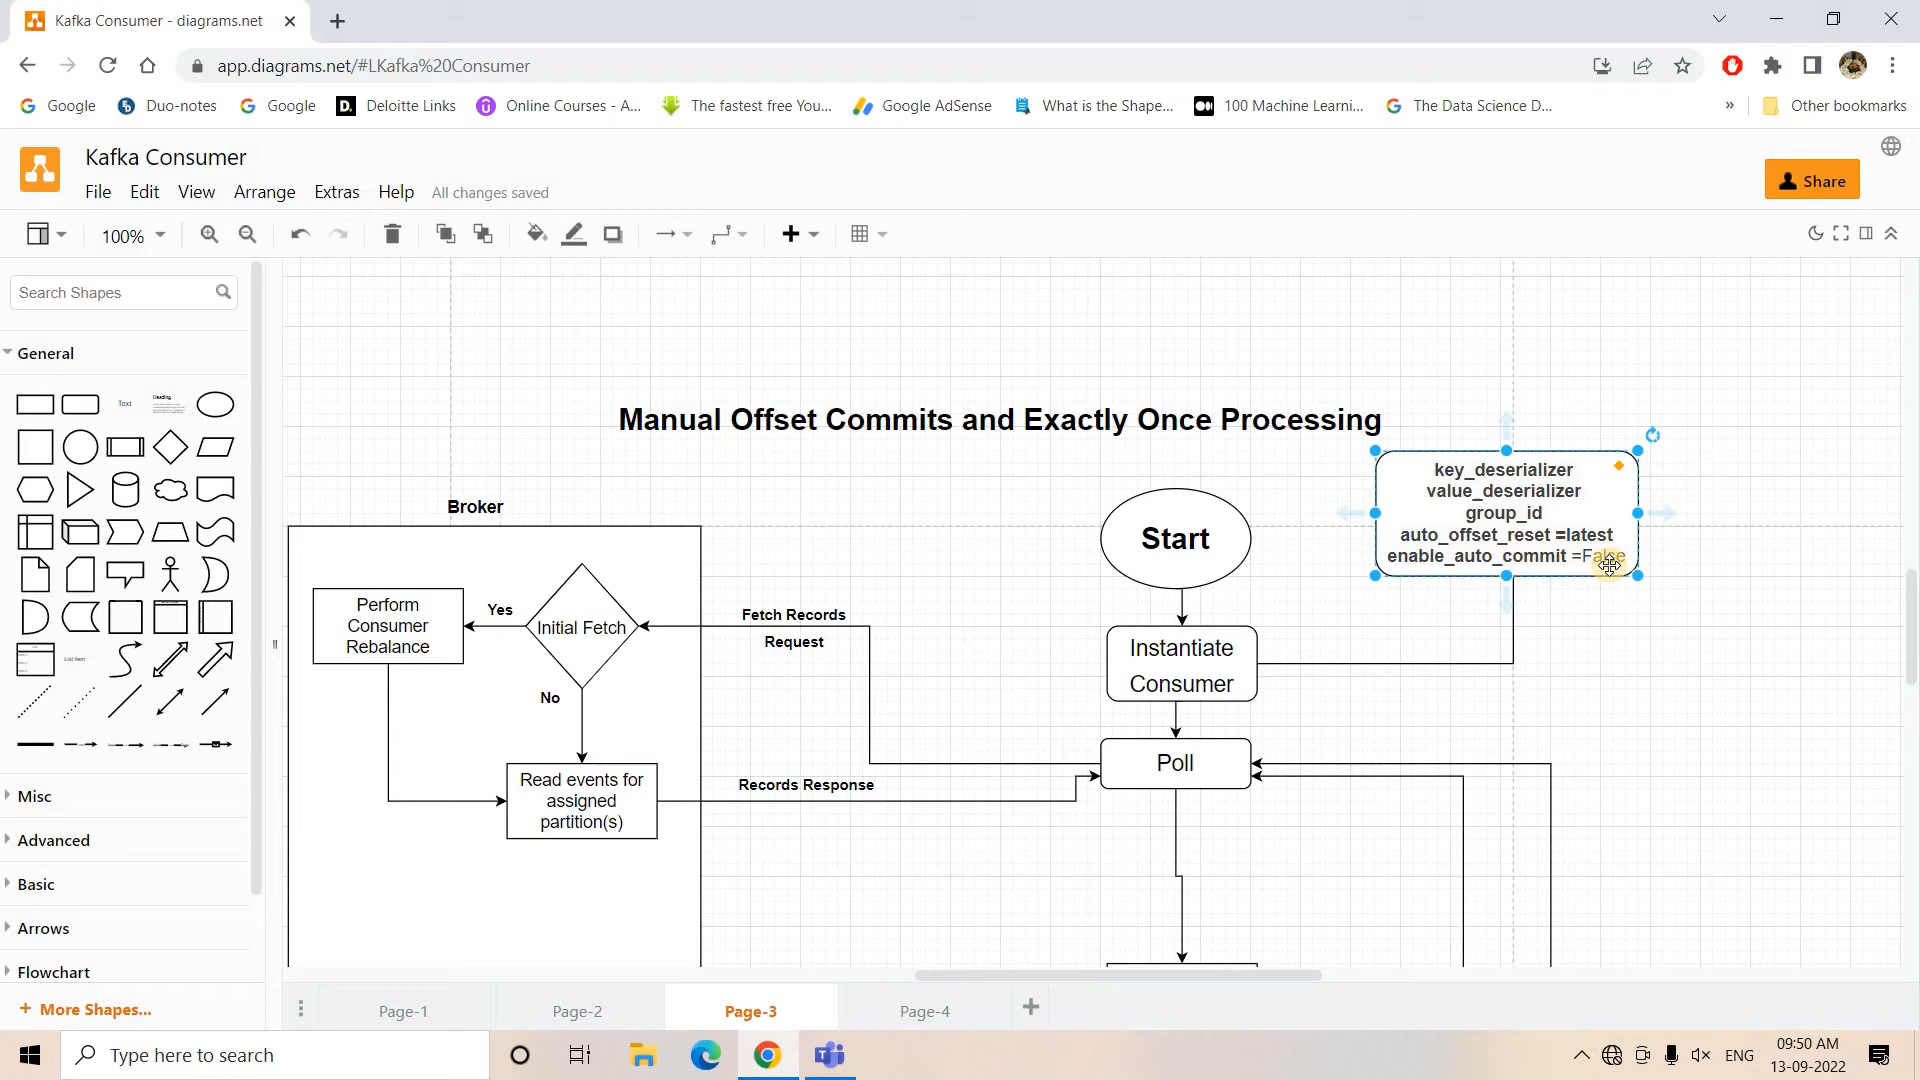 Kafka Consumer - diagrams.net
app.diagrams.net/#LKafka%20Consumer
Google
Duo-notes
Google
Deloitte Links
Online Courses - A...
The fastest free You...
Google AdSense
What is the Shape...
100 Machine Learni...
The Data Science D...
»
Other bookmarks
Kafka Consumer
File
Edit
View
Arrange
Extras
Help
All changes saved
Share
100%
Search Shapes
General
Text
Heading
List Item
Misc
Advanced
Basic
Arrows
Flowchart
+ More Shapes...
Manual Offset Commits and Exactly Once Processing
key_deserializer
value_deserializer
group_id
auto_offset_reset =latest
enable_auto_commit =False
Broker
Start
Perform
Consumer
Rebalance
Yes
Initial Fetch
No
Fetch Records
Request
Instantiate
Consumer
Poll
Read events for
assigned
partition(s)
Records Response
Page-1
Page-2
Page-3
Page-4
Type here to search
ENG
09:50 AM
13-09-2022